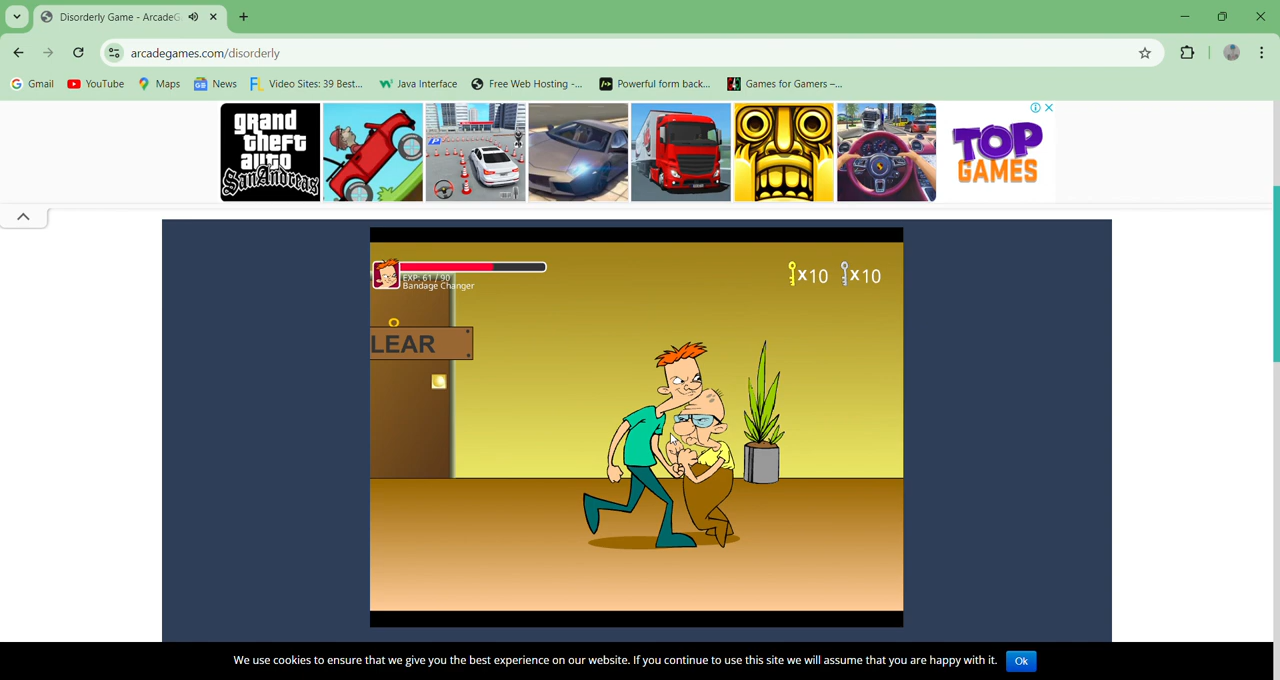 Disorderly Game - ArcadeG
arcadegames.com/disorderly
Gmail YouTube Maps News Video Sites: 39 Best... Java Interface Free Web Hosting -... Powerful form back... Games for Gamers –...
grand
theft
auto
San Andreas
TOP
GAMES
EXP: 61 / 90
Bandage Changer
x10 x10
LEAR
We use cookies to ensure that we give you the best experience on our website. If you continue to use this site we will assume that you are happy with it. Ok